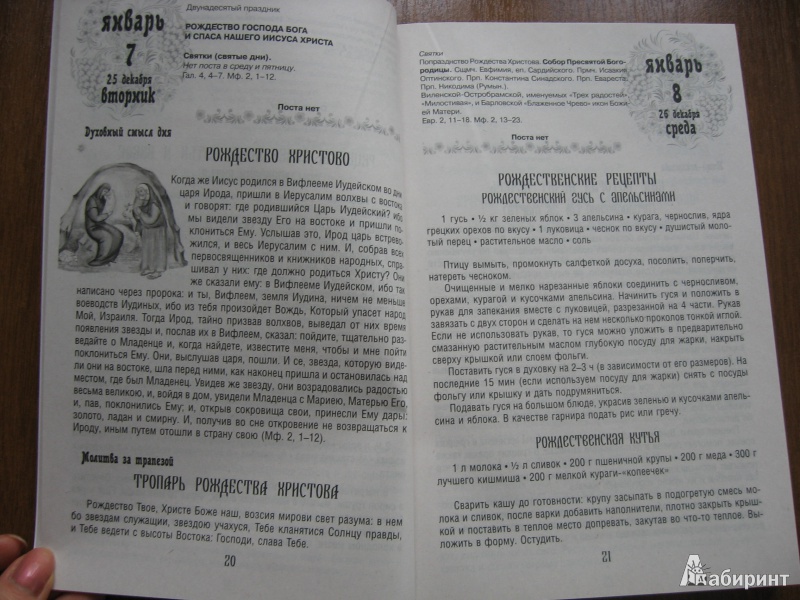 январь
7
25 декабря
вторник
Двунадесятый праздник
РОЖДЕСТВО ГОСПОДА БОГА
И СПАСА НАШЕГО ИИСУСА ХРИСТА
Святки (святые дни).
Нет поста в среду и пятницу.
Гал. 4, 4–7. Мф. 2, 1–12.
Поста нет
Духовный смысл дня
РОЖДЕСТВО ХРИСТОВО
Когда же Иисус родился в Вифлееме Иудейском во дни
царя Ирода, пришли в Иерусалим волхвы с востока
и говорят: где родившийся Царь Иудейский? ибо
мы видели звезду Его на востоке и пришли по-
клониться Ему. Услышав это, Ирод царь встрево-
жился, и весь Иерусалим с ним. И, собрав всех
первосвященников и книжников народных, спра-
шивал у них: где должно родиться Христу? Они
же сказали ему: в Вифлееме Иудейском, ибо так
написано через пророка: и ты, Вифлеем, земля Иудина, ничем не меньше
воеводств Иудиных, ибо из тебя произойдет Вождь, Который упасет народ
Мой, Израиля. Тогда Ирод, тайно призвав волхвов, выведал от них время
появления звезды и, послав их в Вифлеем, сказал: пойдите, тщательно раз-
ведайте о Младенце и, когда найдете, известите меня, чтобы и мне пойти
поклониться Ему. Они, выслушав царя, пошли. И се, звезда, которую виде-
ли они на востоке, шла перед ними, как наконец пришла и остановилась над
местом, где был Младенец. Увидев же звезду, они возрадовались радостью
весьма великою, и, войдя в дом, увидели Младенца с Мариею, Матерью Его,
и, пав, поклонились Ему; и, открыв сокровища свои, принесли Ему дары:
золото, ладан и смирну. И, получив во сне откровение не возвращаться к
Ироду, иным путем отошли в страну свою (Мф. 2, 1–12).
Молитва за трапезой
ТРОПАРЬ РОЖДЕСТВА ХРИСТОВА
Рождество Твое, Христе Боже наш, возсия мирови свет разума: в нем
бо звездам служащии, звездою учахуся, Тебе кланятися Солнцу правды,
и Тебе ведети с высоты Востока: Господи, слава Тебе.
20
Святки
Попразднство Рождества Христова. Собор Пресвятой Бого-
родицы. Сщмч. Евфимия, еп. Сардийского. Прмч. Исаакия
Оптинского. Прп. Константина Синадского. Прп. Евареста.
Прп. Никодима (Румын.).
Виленской-Остробрамской, именуемых «Трех радостей»,
«Милостивая», и Барловской «Блаженное Чрево» икон Божи-
ей Матери.
Евр. 2, 11–18. Мф. 2, 13–23.
Поста нет
январь
8
26 декабря
среда
РОЖДЕСТВЕНСКИЕ РЕЦЕПТЫ
РОЖДЕСТВЕНСКИЙ ГУСЬ С АПЕЛЬСИНАМИ
1 гусь • ½ кг зеленых яблок • 3 апельсина • курага, чернослив, ядра
грецких орехов по вкусу • 1 луковица • чеснок по вкусу • душистый моло-
тый перец • растительное масло • соль
Птицу вымыть, промокнуть салфеткой досуха, посолить, поперчить,
натереть чесноком.
Очищенные и мелко нарезанные яблоки соединить с черносливом,
орехами, курагой и кусочками апельсина. Начинить гуся и положить в
рукав для запекания вместе с луковицей, разрезанной на 4 части. Рукав
завязать с двух сторон и сделать на нем несколько проколов тонкой иглой.
Если не использовать рукав, то гуся можно уложить в предварительно
смазанную растительным маслом глубокую посуду для жарки, накрыть
сверху крышкой или слоем фольги.
Поставить гуся в духовку на 2–3 ч (в зависимости от его размеров). На
последние 15 мин (если используем посуду для жарки) снять с посуды
фольгу или крышку и дать подрумяниться.
Подавать гуся на большом блюде, украсив зеленью и кусочками апель-
сина и яблока. В качестве гарнира подать рис или гречу.
РОЖДЕСТВЕНСКАЯ КУТЬЯ
1 л молока • ½ л сливок • 200 г пшеничной крупы • 200 г меда • 300 г
лучшего кишмиша • 200 г мелкой кураги-«копеечек»
Сварить кашу до готовности: крупу засыпать в подогретую смесь моло-
ка и сливок, после варки добавить наполнители, плотно закрыть крыш-
кой и поставить в теплое место допревать, закутав во что-то теплое. Вы-
ложить в форму. Остудить.
21
Лабиринт